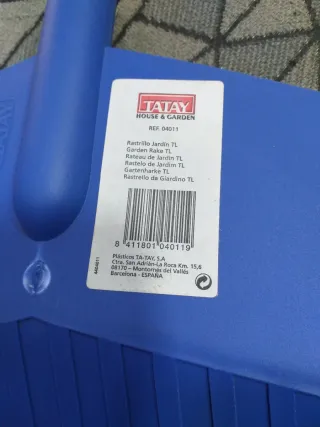 TATAY
HOUSE & GARDEN
REF. 04011
Rastrillo Jardín TL
Garden Rake TL
Rateau de Jardin TL
Rastelo de Jardim TL
Gartenharke TL
Rastrello de Giardino TL
8 411801 040119
Plásticos TA-TAY, S.A
Ctra. San Adrián-La Roca Km. 15,6
08170 – Montornés del Vallés
Barcelona - ESPAÑA
TATAY